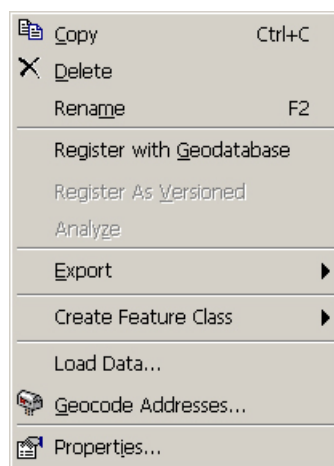 Copy Ctrl+C
Delete
Rename F2
Register with Geodatabase
Register As Versioned
Analyze
Export
Create Feature Class
Load Data...
Geocode Addresses...
Properties...